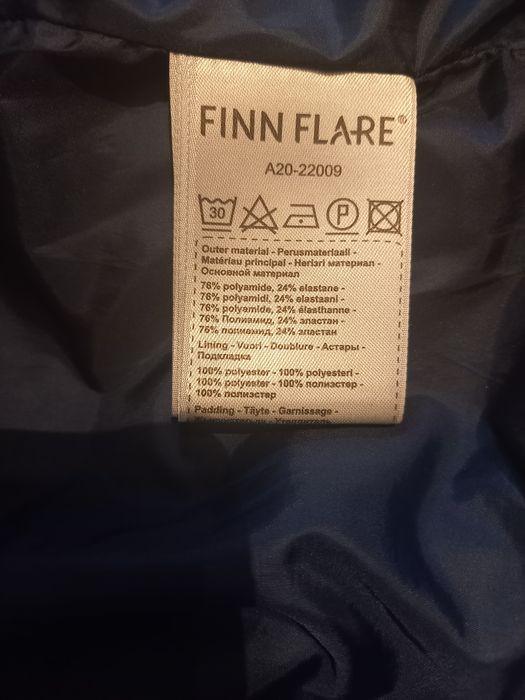 FINN FLARE®
A20-22009
30 P
Outer material - Perusmateriaali -
Matériau principal - Негізгі материал -
Основной материал
76% polyamide, 24% elastane -
76% polyamidi, 24% elastaani -
76% polyamide, 24% élasthanne -
76% Полиамид, 24% эластан -
76% полиамид, 24% эластан
Lining - Vuori - Doublure - Астары -
Подкладка
100% polyester - 100% polyesteri -
100% polyester - 100% полиэстер -
100% полиэстер
Padding - Täyte - Garnissage -